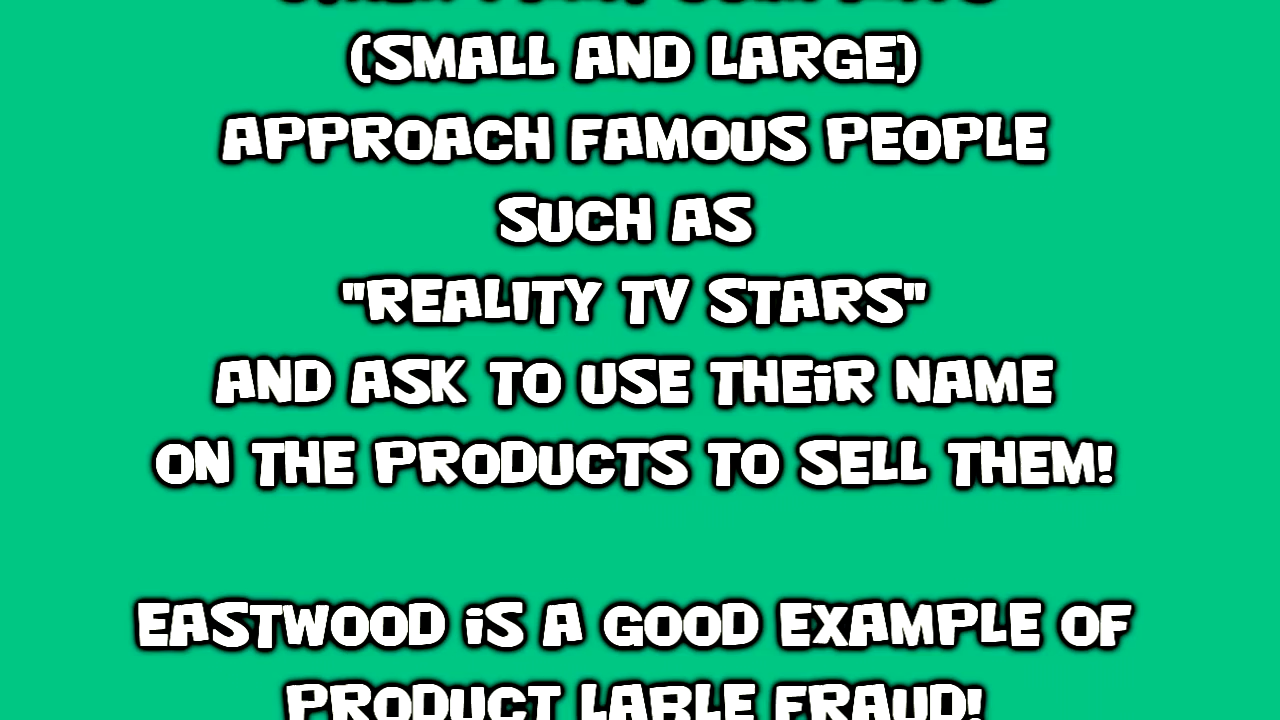 (SMALL AND LARGE)
APPROACH FAMOUS PEOPLE
SUCH AS
"REALITY TV STARS"
AND ASK TO USE THEiR NAME
ON THE PRODUCTS TO SELL THEM!
EASTWOOD iS A GOOD EXAMPLE OF
PRODUCT LABLE FRAUD!